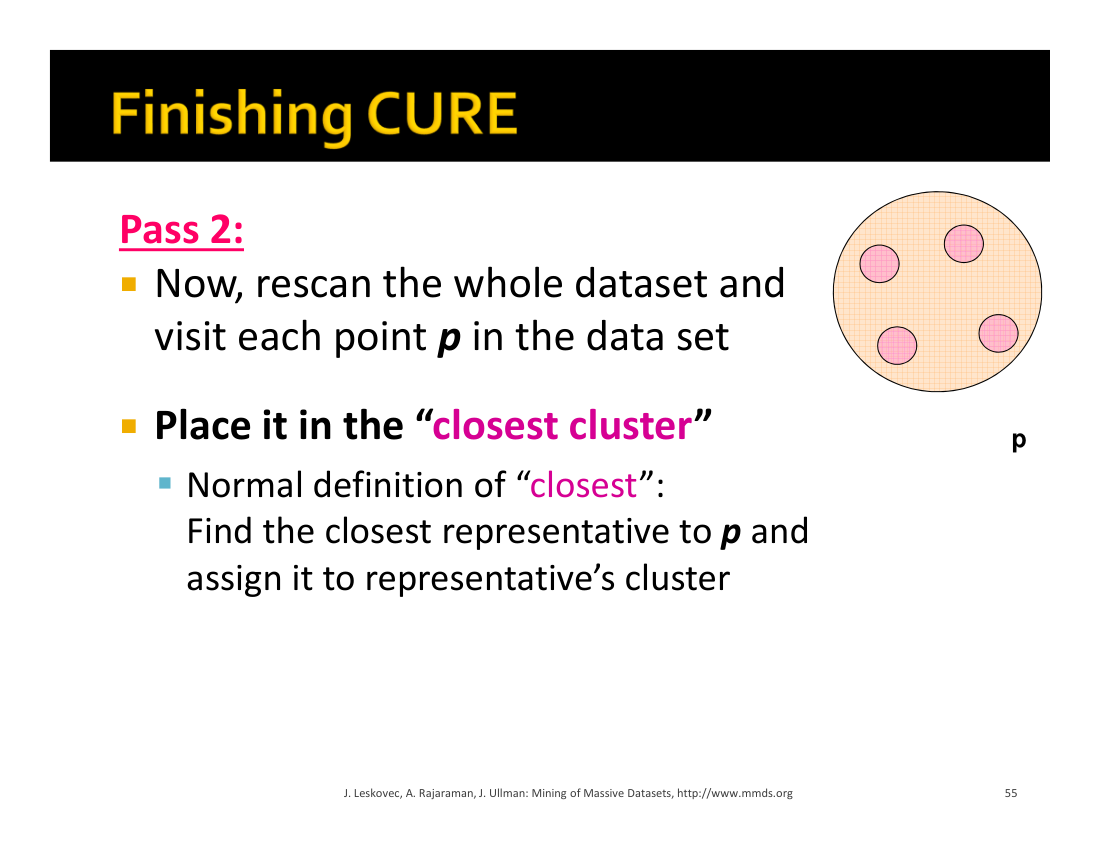 Finishing CURE
Pass 2:
Now, rescan the whole dataset and
visit each point p in the data set
Place it in the “closest cluster”
p
Normal definition of “closest”:
Find the closest representative to p and
assign it to representative’s cluster
J. Leskovec, A. Rajaraman, J. Ullman: Mining of Massive Datasets, http://www.mmds.org
55